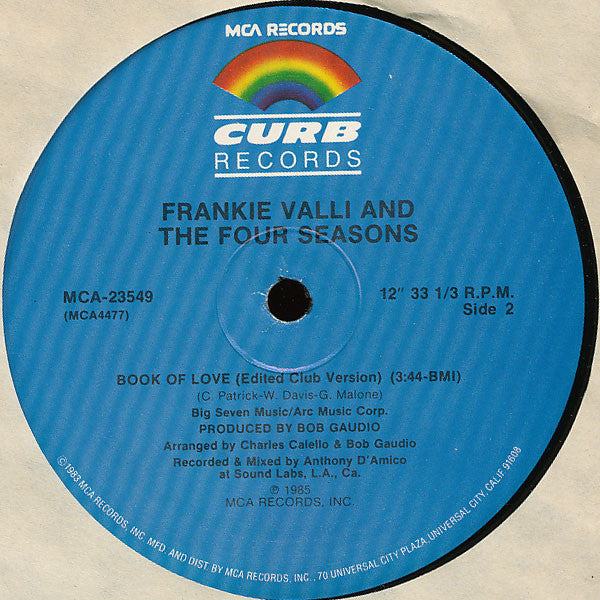 MCA RECORDS
CURB
RECORDS
FRANKIE VALLI AND
THE FOUR SEASONS
MCA-23549
(MCA4477)
12" 33 1/3 R.P.M.
Side 2
BOOK OF LOVE (Edited Club Version) (3:44-BMI)
(C. Patrick-W. Davis-G. Malone)
Big Seven Music/Arc Music Corp.
PRODUCED BY BOB GAUDIO
Arranged by Charles Calello & Bob Gaudio
Recorded & Mixed by Anthony D'Amico
at Sound Labs, L.A., Ca.
℗ 1985
MCA RECORDS, INC.
©1983 MCA RECORDS, INC. MFD. AND DIST. BY MCA RECORDS, INC., 70 UNIVERSAL CITY PLAZA, UNIVERSAL CITY, CALIF 91608